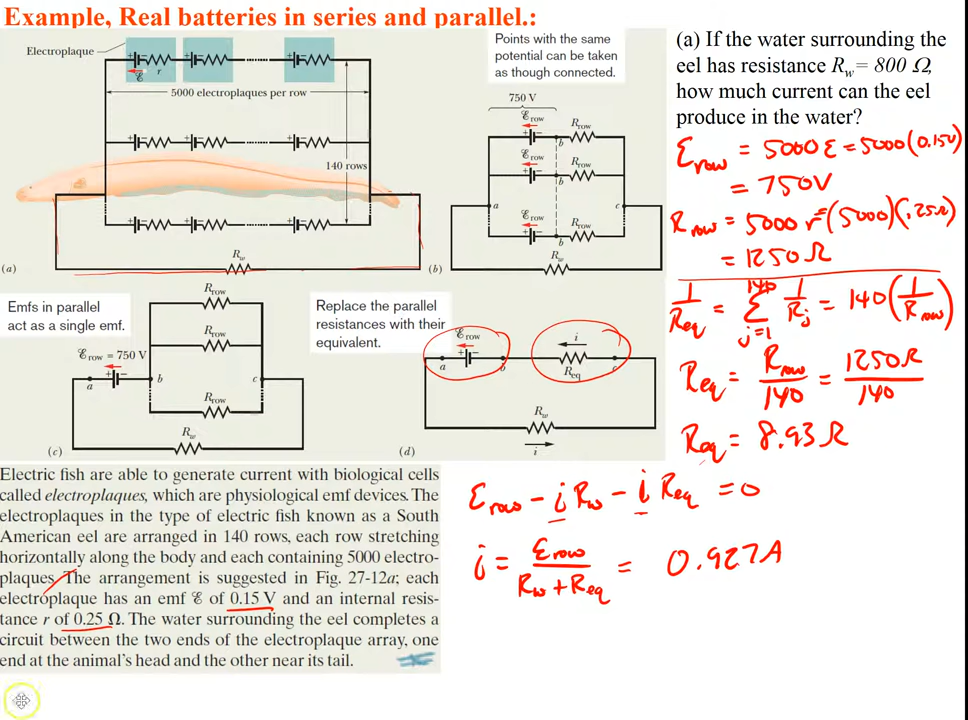 Example, Real batteries in series and parallel.:
Electroplaque
+ −
+ −
+ −
ℰ
r
5000 electroplaques per row
+ −
+ −
+ −
140 rows
+ −
+ −
+ −
R_w
(a)
Points with the same
potential can be taken
as though connected.
750 V
ℰ_row
R_row
+ − b
ℰ_row
R_row
+ − b
a
c
ℰ_row
R_row
+ − b
R_w
(b)
Emfs in parallel
act as a single emf.
R_row
R_row
ℰ_row = 750 V
+ −
a
b
c
R_row
R_w
(c)
Replace the parallel
resistances with their
equivalent.
ℰ_row
+ −
a
b
i
R_eq
c
R_w
i
(d)
Electric fish are able to generate current with biological cells
called electroplaques, which are physiological emf devices. The
electroplaques in the type of electric fish known as a South
American eel are arranged in 140 rows, each row stretching
horizontally along the body and each containing 5000 electro-
plaques. The arrangement is suggested in Fig. 27-12a; each
electroplaque has an emf ℰ of 0.15 V and an internal resis-
tance r of 0.25 Ω. The water surrounding the eel completes a
circuit between the two ends of the electroplaque array, one
end at the animal's head and the other near its tail.
(a) If the water surrounding the
eel has resistance R_w = 800 Ω,
how much current can the eel
produce in the water?
ℰ_row = 5000 ℰ = 5000(0.15V)
= 750V
R_row = 5000 r = (5000)(.25Ω)
= 1250 Ω
1/R_eq = Σ_{j=1}^{140} 1/R_j = 140(1/R_row)
R_eq = R_row/140 = 1250Ω/140
R_eq = 8.93 Ω
ℰ_row − i R_w − i R_eq = 0
i = ℰ_row/(R_w + R_eq) = 0.927A